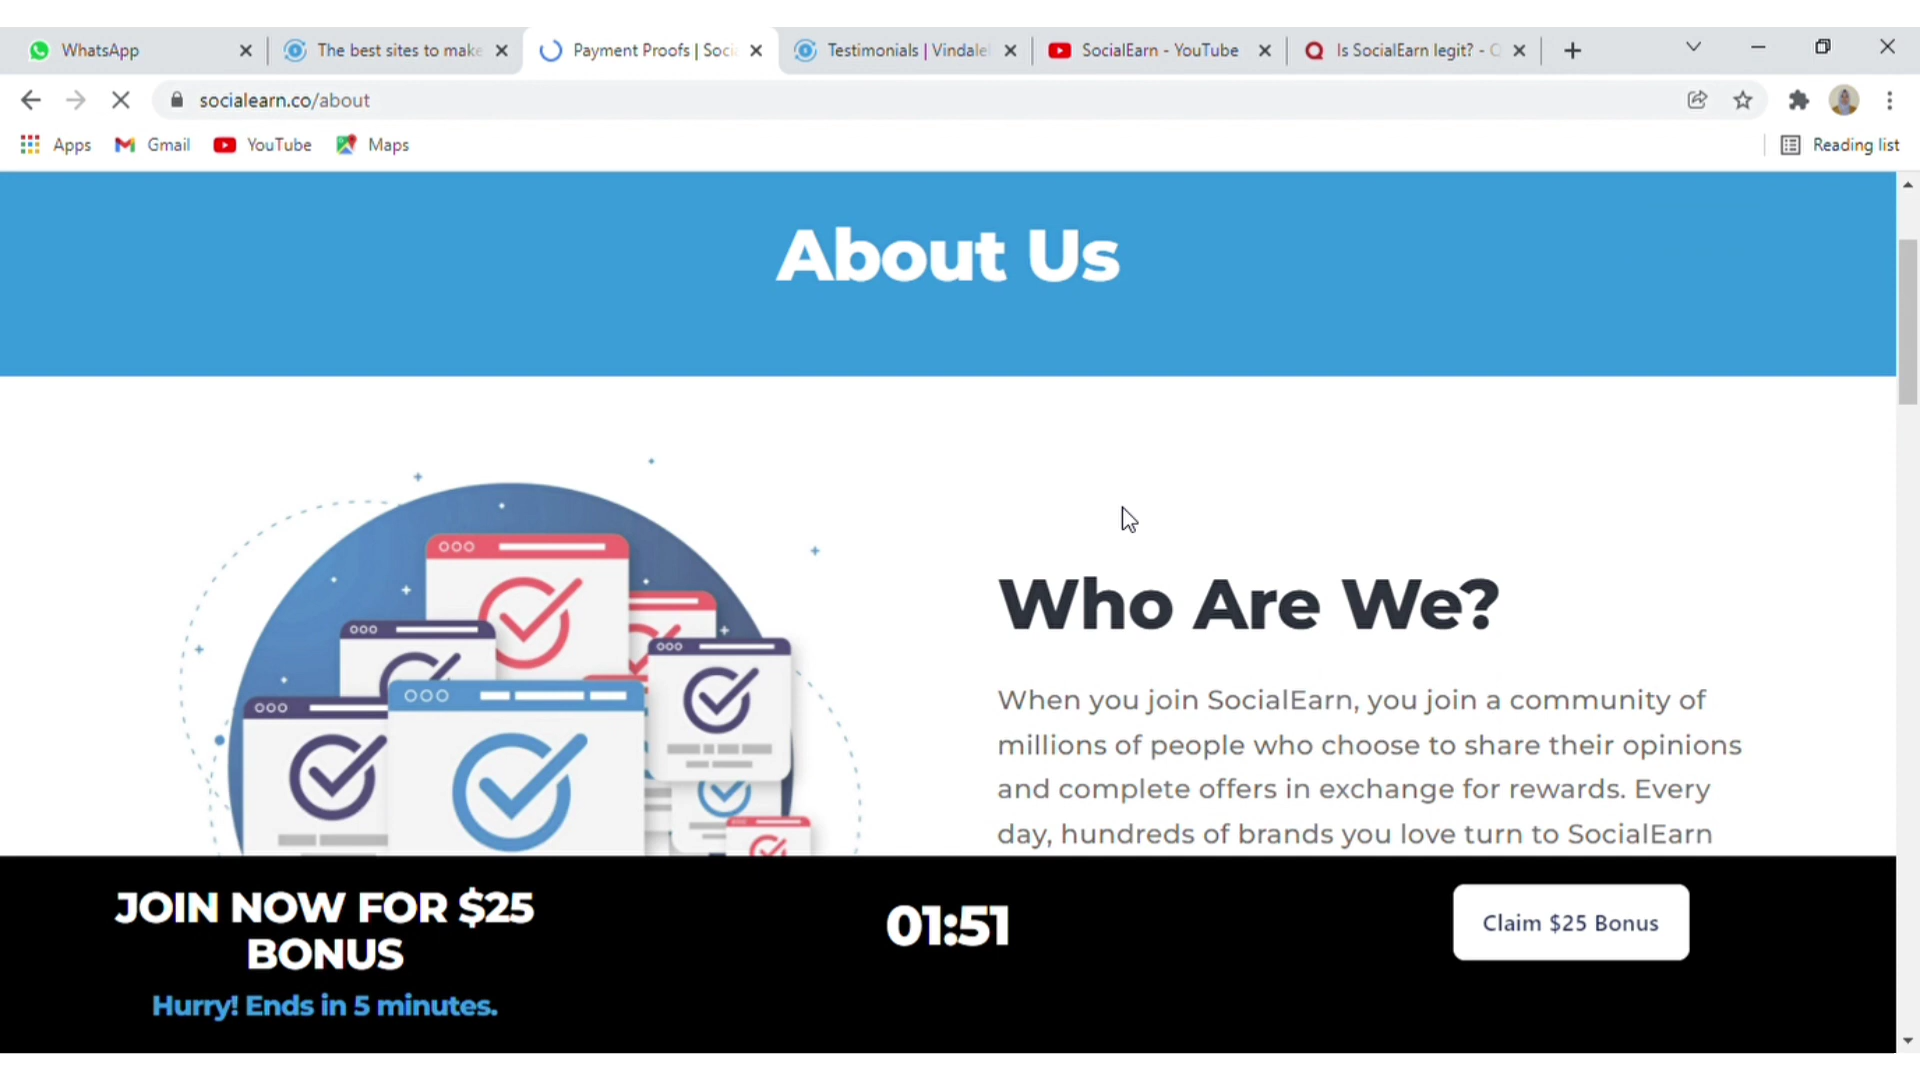 WhatsApp
The best sites to make
Payment Proofs | Soci
Testimonials | Vindale
SocialEarn - YouTube
Is SocialEarn legit? - Q
socialearn.co/about
Apps
Gmail
YouTube
Maps
Reading list
About Us
Who Are We?
When you join SocialEarn, you join a community of
millions of people who choose to share their opinions
and complete offers in exchange for rewards. Every
day, hundreds of brands you love turn to SocialEarn
JOIN NOW FOR $25
BONUS
Hurry! Ends in 5 minutes.
01:51
Claim $25 Bonus